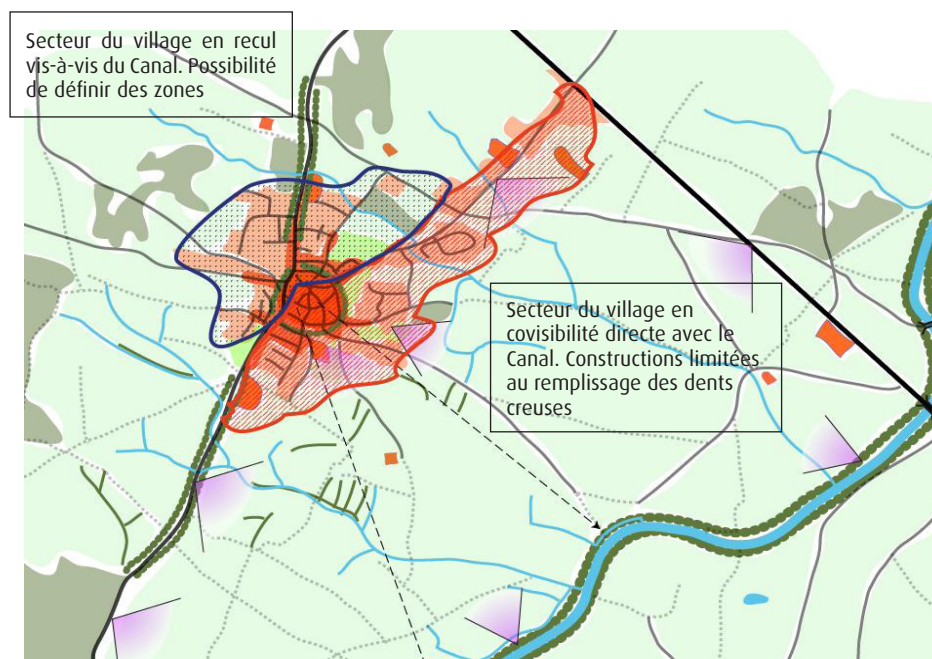 Secteur du village en recul
vis-à-vis du Canal. Possibilité
de définir des zones
Secteur du village en
covisibilité directe avec le
Canal. Constructions limitées
au remplissage des dents
creuses